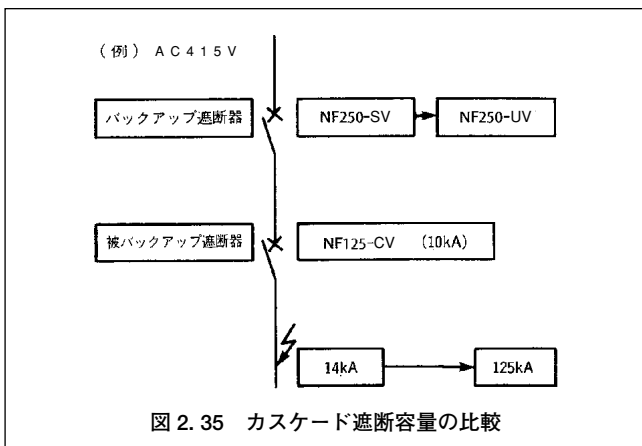 (例) AC415V
バックアップ遮断器 NF250-SV NF250-UV
被バックアップ遮断器 NF125-CV (10kA)
14kA 125kA
図 2. 35 カスケード遮断容量の比較